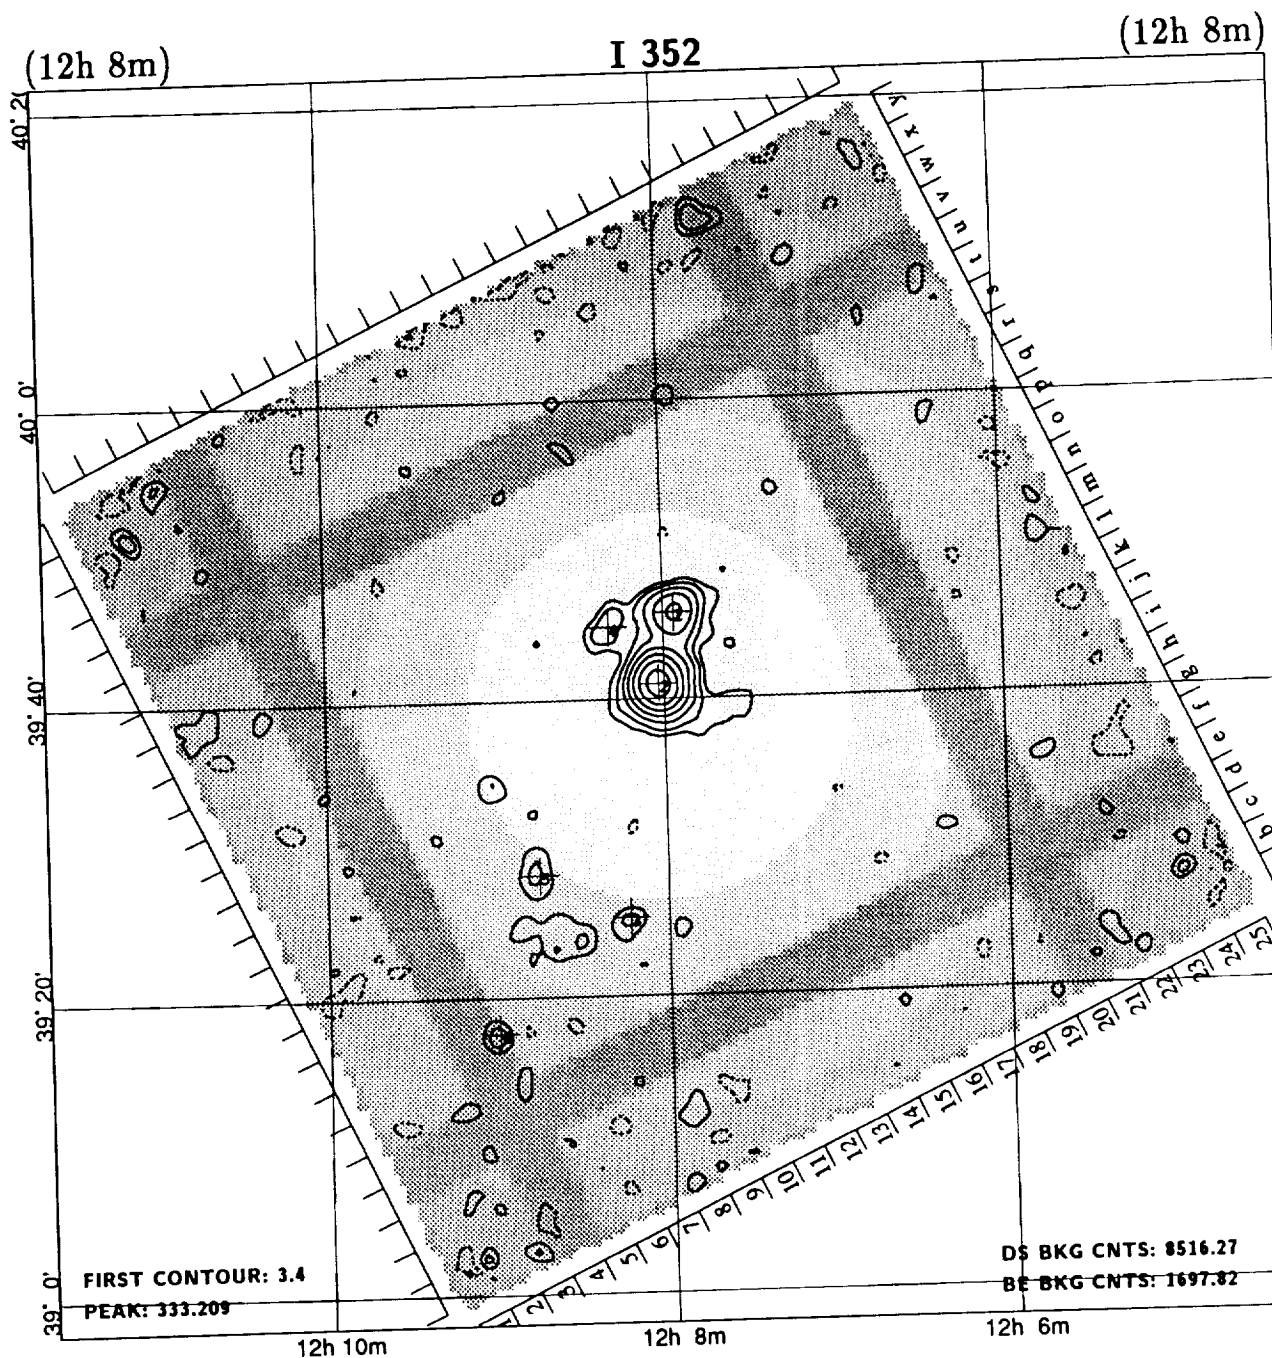 (12h 8m)
I 352
(12h 8m)
40° 2
y x w v u t s r q p o n m l k j i h g f e d c b
40° 0'
39° 40'
39° 20'
39° 0'
1 2 3 4 5 6 7 8 9 10 11 12 13 14 15 16 17 18 19 20 21 22 23 24 25
FIRST CONTOUR: 3.4
PEAK: 333.209
DS BKG CNTS: 8516.27
BE BKG CNTS: 1697.82
12h 10m
12h 8m
12h 6m